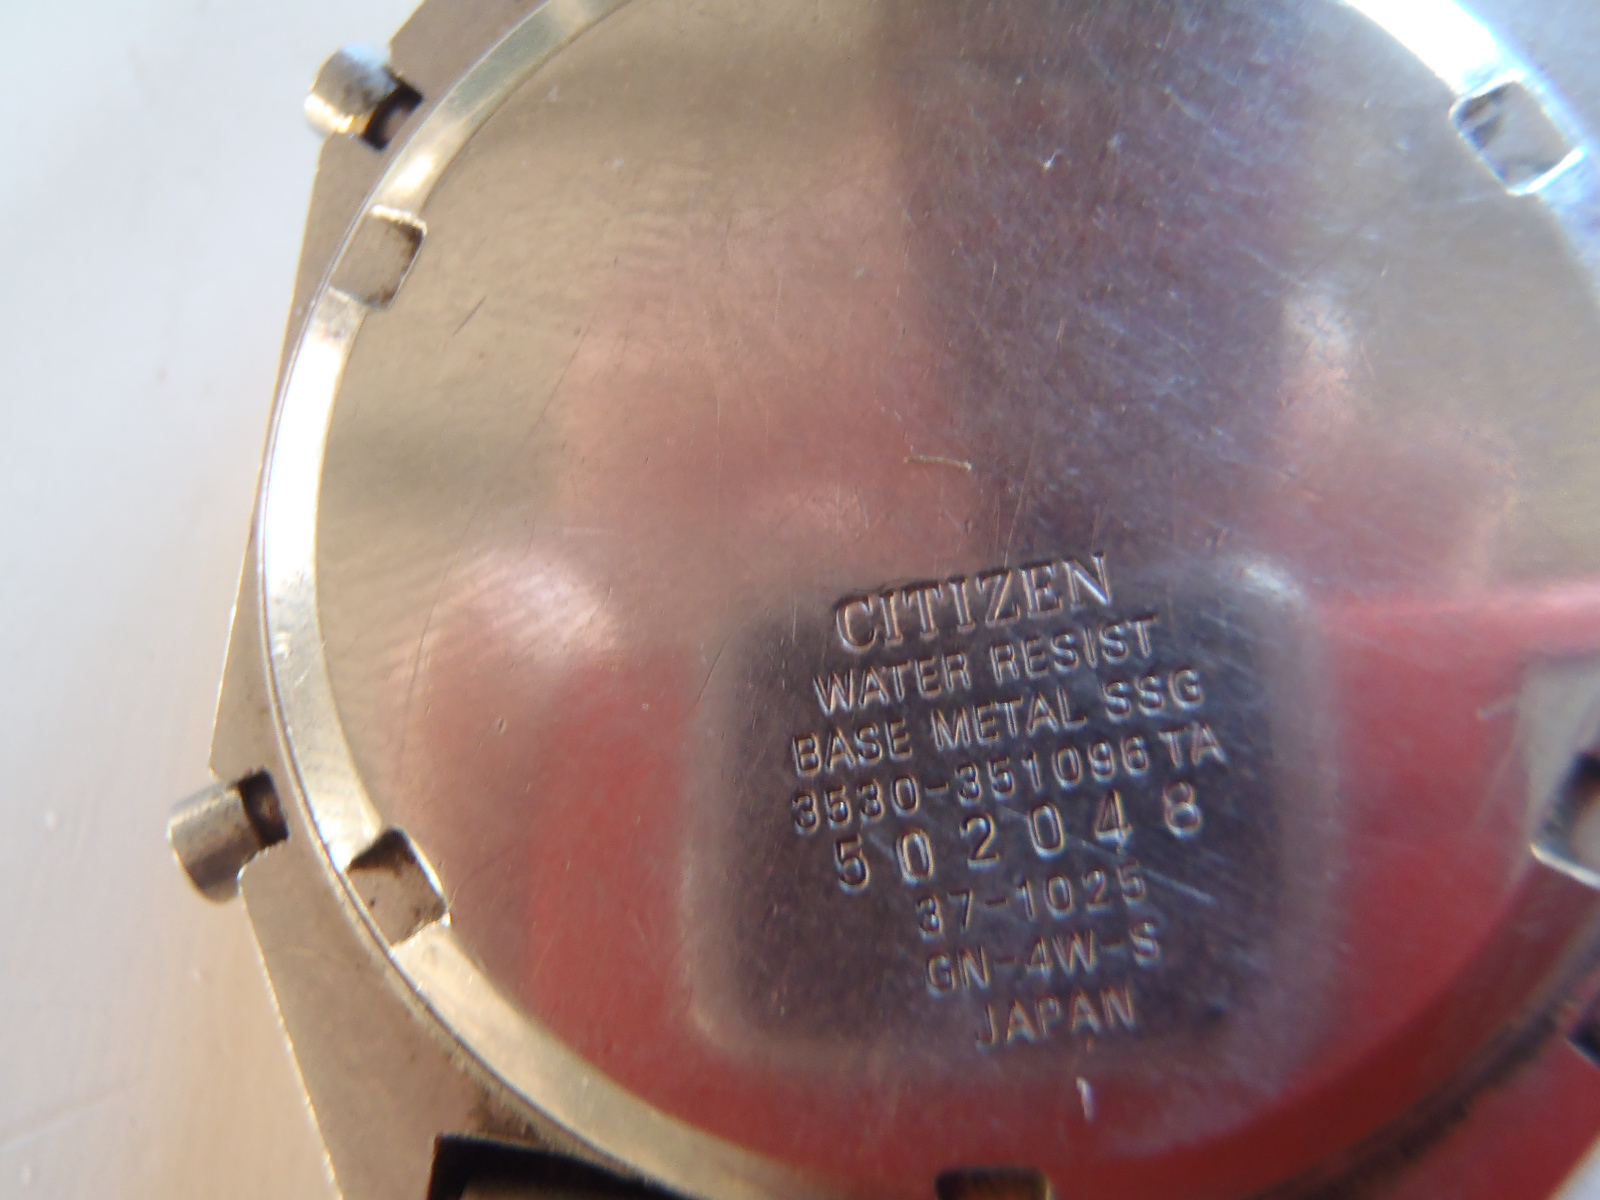 CITIZEN
WATER RESIST
BASE METAL SSG
3530-351096 TA
502048
37-1025
GN-4W-S
JAPAN